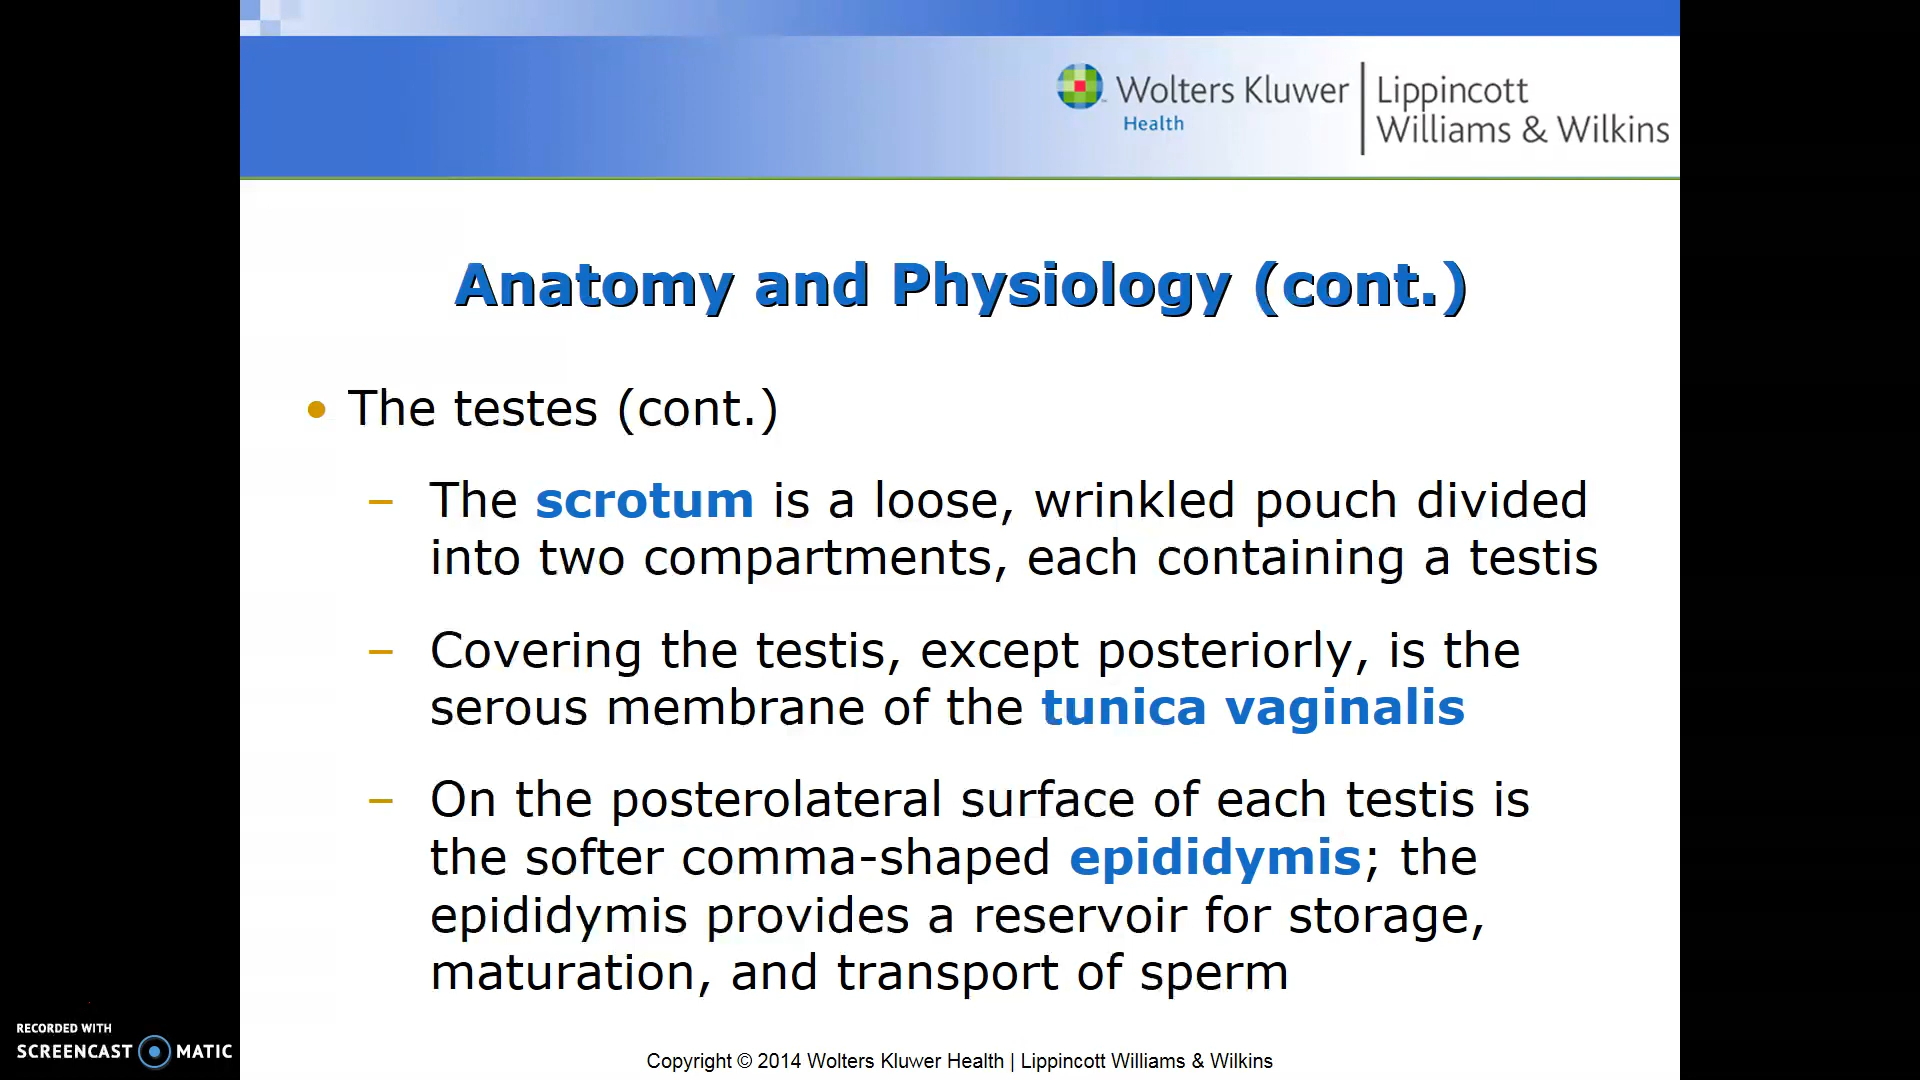 Wolters Kluwer
Health
Lippincott
Williams & Wilkins
Anatomy and Physiology (cont.)
• The testes (cont.)
– The scrotum is a loose, wrinkled pouch divided
into two compartments, each containing a testis
– Covering the testis, except posteriorly, is the
serous membrane of the tunica vaginalis
– On the posterolateral surface of each testis is
the softer comma-shaped epididymis; the
epididymis provides a reservoir for storage,
maturation, and transport of sperm
RECORDED WITH
SCREENCAST MATIC
Copyright © 2014 Wolters Kluwer Health | Lippincott Williams & Wilkins